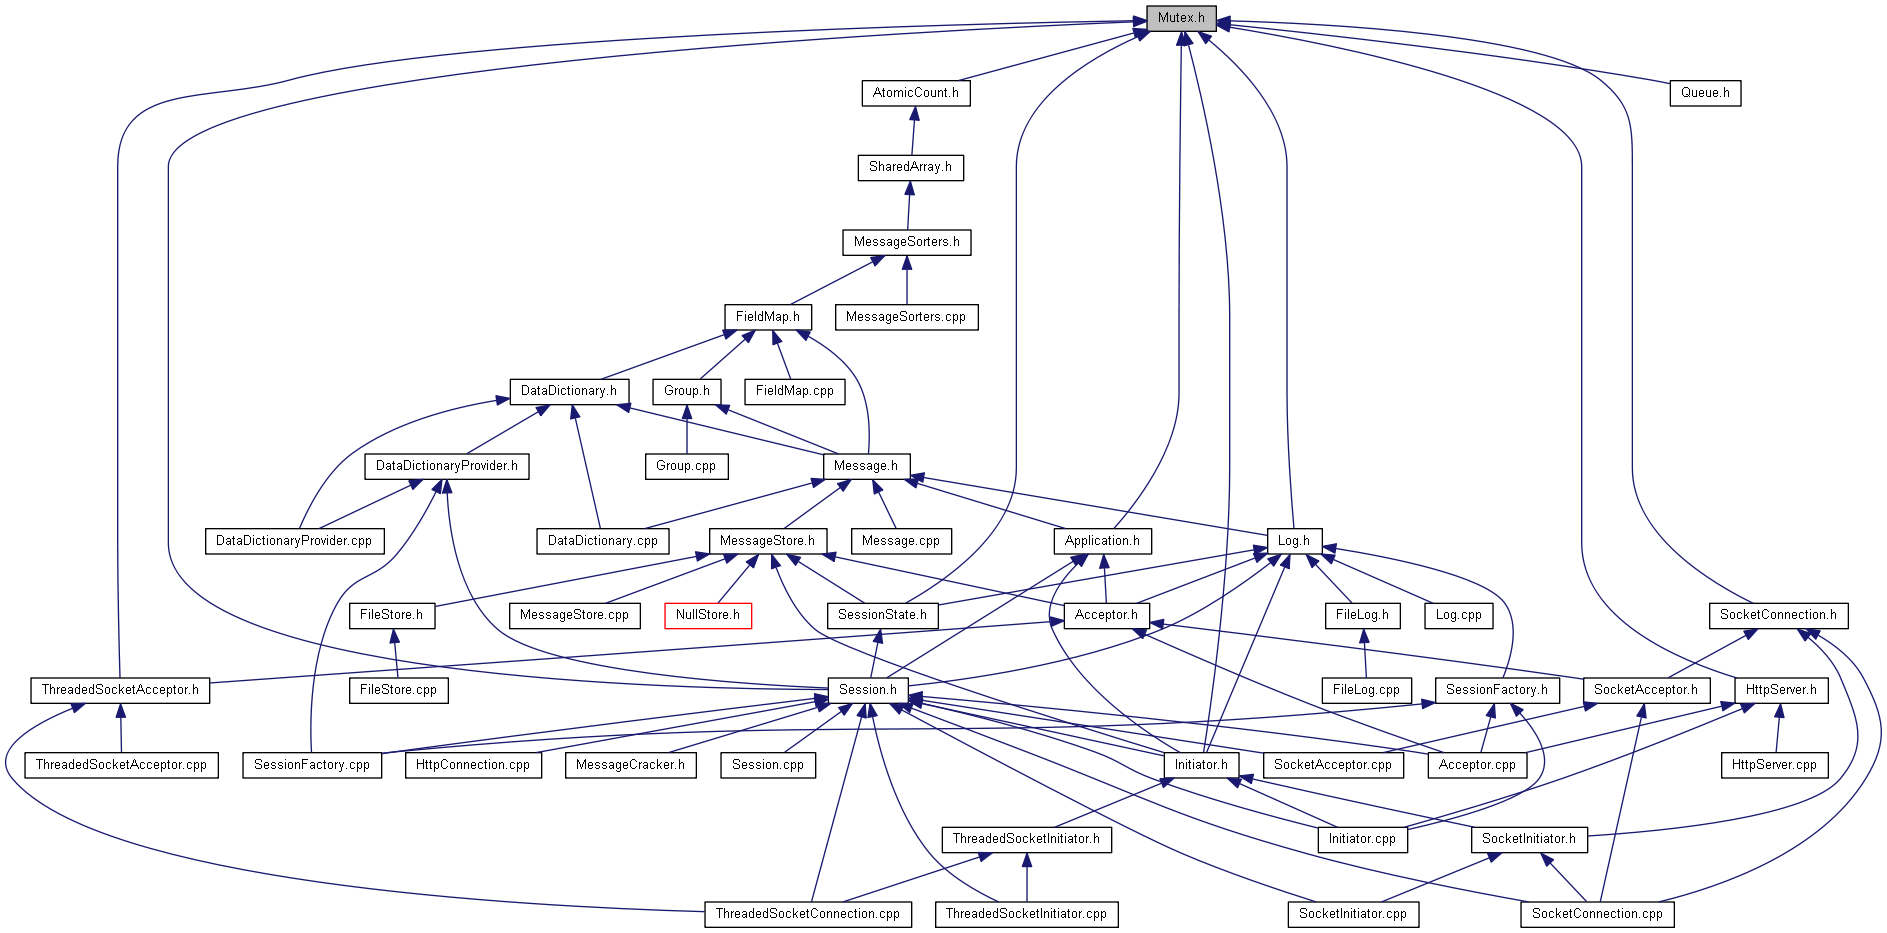 Mutex.h
AtomicCount.h
Queue.h
SharedArray.h
MessageSorters.h
FieldMap.h
MessageSorters.cpp
DataDictionary.h
Group.h
FieldMap.cpp
DataDictionaryProvider.h
Group.cpp
Message.h
DataDictionaryProvider.cpp
DataDictionary.cpp
MessageStore.h
Message.cpp
Application.h
Log.h
FileStore.h
MessageStore.cpp
NullStore.h
SessionState.h
Acceptor.h
FileLog.h
Log.cpp
SocketConnection.h
ThreadedSocketAcceptor.h
FileStore.cpp
Session.h
FileLog.cpp
SessionFactory.h
SocketAcceptor.h
HttpServer.h
ThreadedSocketAcceptor.cpp
SessionFactory.cpp
HttpConnection.cpp
MessageCracker.h
Session.cpp
Initiator.h
SocketAcceptor.cpp
Acceptor.cpp
HttpServer.cpp
ThreadedSocketInitiator.h
Initiator.cpp
SocketInitiator.h
ThreadedSocketConnection.cpp
ThreadedSocketInitiator.cpp
SocketInitiator.cpp
SocketConnection.cpp